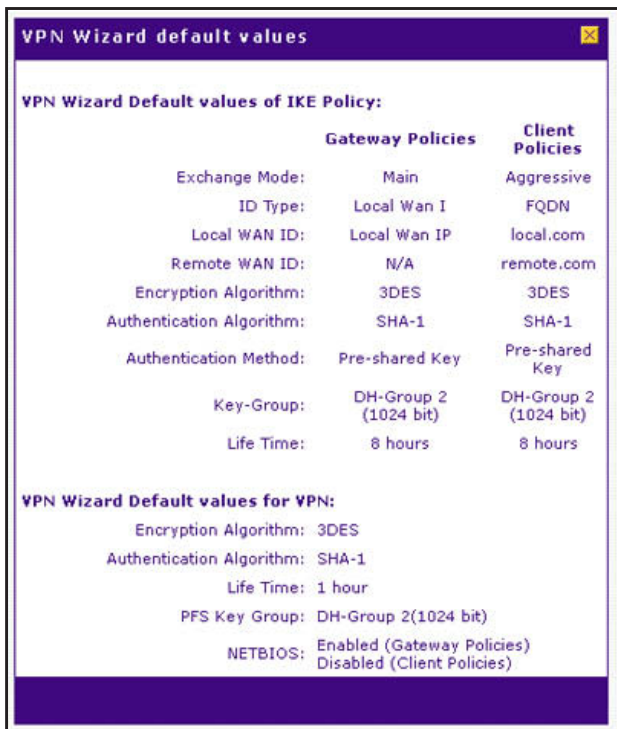 VPN Wizard default values
VPN Wizard Default values of IKE Policy:
Gateway Policies Client Policies
Exchange Mode: Main Aggressive
ID Type: Local Wan I FQDN
Local WAN ID: Local Wan IP local.com
Remote WAN ID: N/A remote.com
Encryption Algorithm: 3DES 3DES
Authentication Algorithm: SHA-1 SHA-1
Authentication Method: Pre-shared Key Pre-shared Key
Key-Group: DH-Group 2 (1024 bit) DH-Group 2 (1024 bit)
Life Time: 8 hours 8 hours
VPN Wizard Default values for VPN:
Encryption Algorithm: 3DES
Authentication Algorithm: SHA-1
Life Time: 1 hour
PFS Key Group: DH-Group 2(1024 bit)
NETBIOS: Enabled (Gateway Policies)
Disabled (Client Policies)